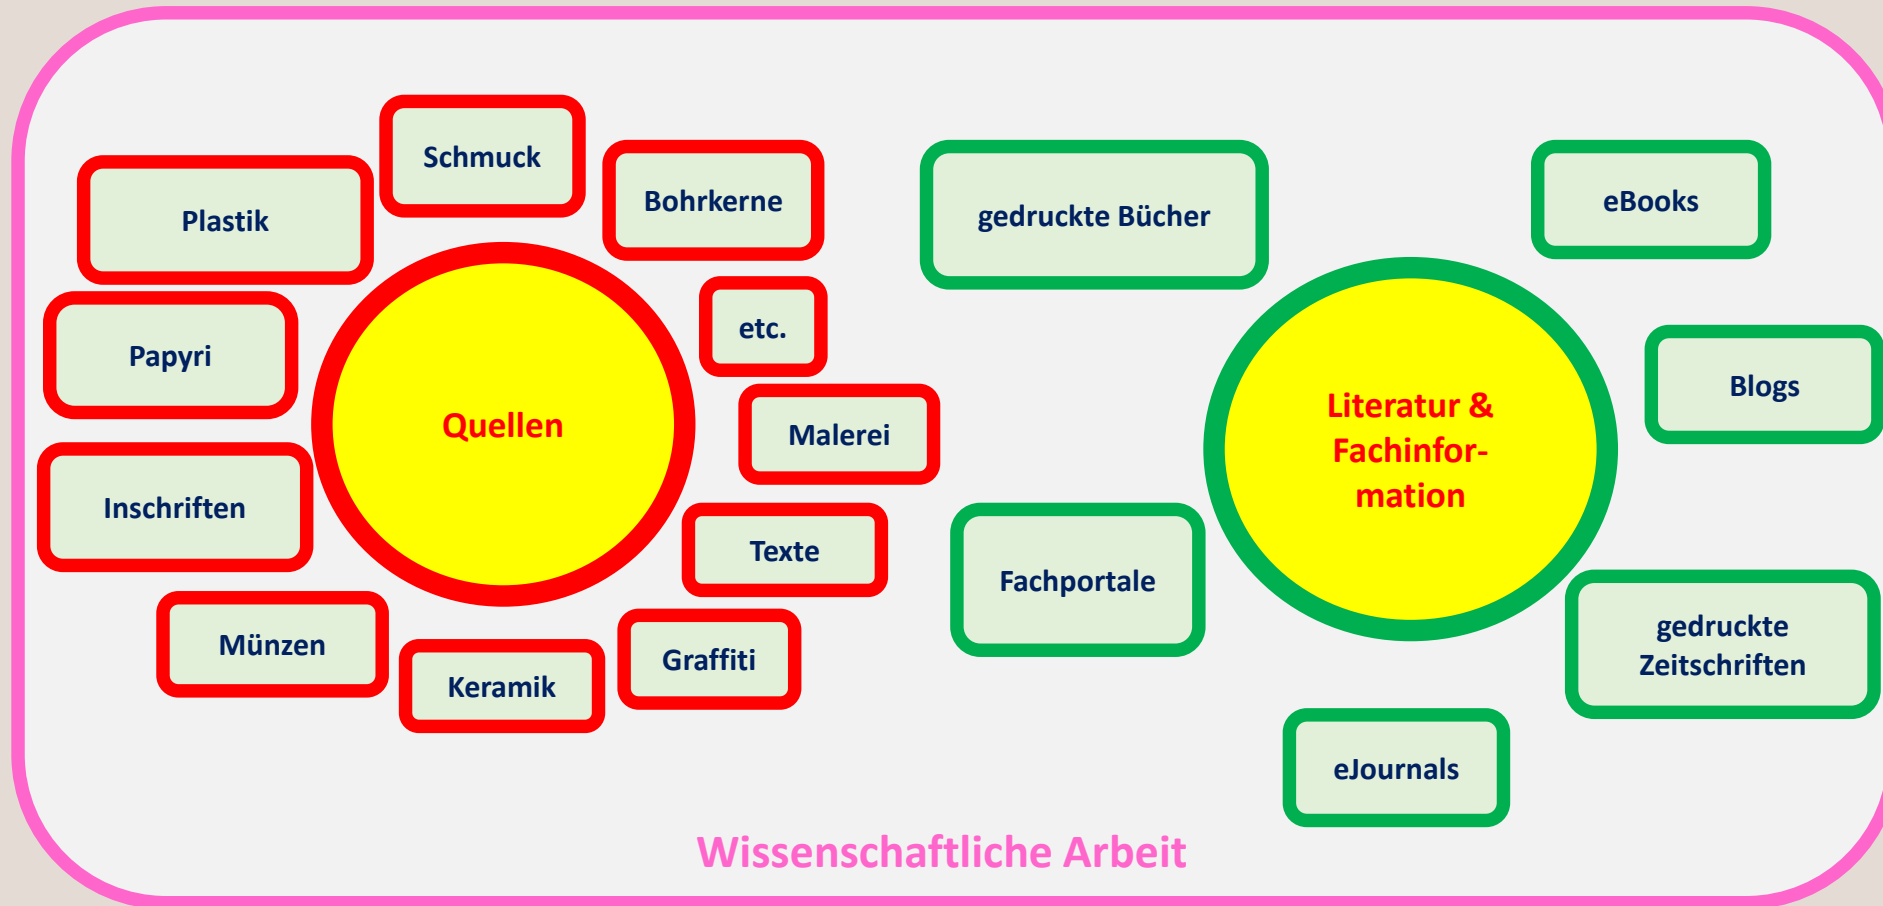 Schmuck
Bohrkerne
Plastik
etc.
Papyri
Quellen
Malerei
Inschriften
Texte
Münzen
Graffiti
Keramik
gedruckte Bücher
eBooks
Blogs
Literatur &
Fachinfor-
mation
Fachportale
gedruckte
Zeitschriften
eJournals
Wissenschaftliche Arbeit